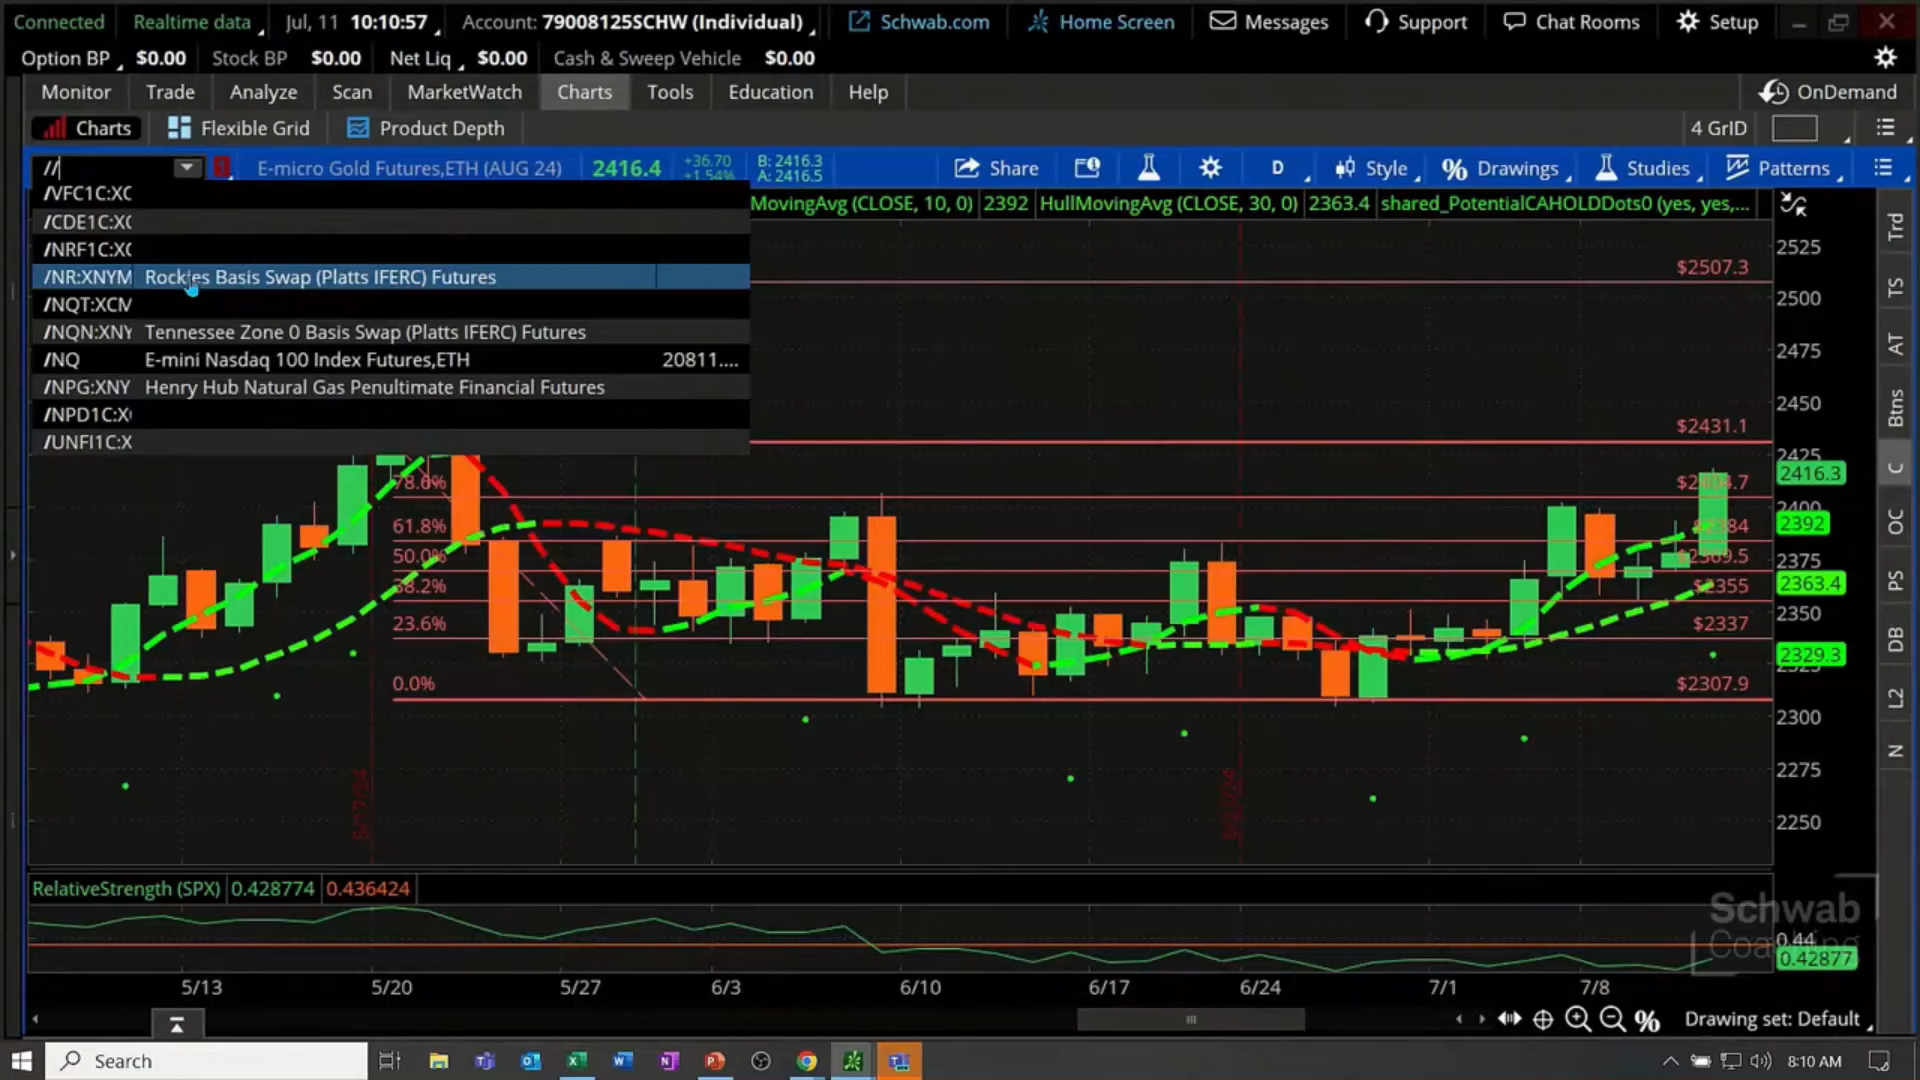 Connected Realtime data Jul, 11 10:10:57 Account: 79008125SCHW (Individual) Schwab.com Home Screen Messages Support Chat Rooms Setup
Option BP $0.00 Stock BP $0.00 Net Liq $0.00 Cash & Sweep Vehicle $0.00
Monitor Trade Analyze Scan MarketWatch Charts Tools Education Help OnDemand
Charts Flexible Grid Product Depth 4 GrID
// E-micro Gold Futures,ETH (AUG 24) 2416.4 +36.70 +1.54% B: 2416.3 A: 2416.5 Share D Style Drawings Studies Patterns
/VFC1C:XC
MovingAvg (CLOSE, 10, 0) 2392 HullMovingAvg (CLOSE, 30, 0) 2363.4 shared_PotentialCAHOLDDots0 (yes, yes,...
/CDE1C:XC
/NRF1C:XC
/NR:XNYM Rockies Basis Swap (Platts IFERC) Futures
/NQT:XCM
/NQN:XNY Tennessee Zone 0 Basis Swap (Platts IFERC) Futures
/NQ E-mini Nasdaq 100 Index Futures,ETH 20811....
/NPG:XNY Henry Hub Natural Gas Penultimate Financial Futures
/NPD1C:X
/UNFI1C:X
$2507.3
$2431.1
78.6%
61.8%
50.0%
38.2% $2355
23.6% $2337
0.0% $2307.9
2525
2500
2475
2450
2425
2416.3
2400
2392
2375
2363.4
2350
2329.3
2325
2300
2275
2250
5/17/24
Trd
TS
AT
Btns
C
OC
PS
DB
L2
N
RelativeStrength (SPX) 0.428774 0.436424
Schwab
Coaching
0.44
0.42877
5/13 5/20 5/27 6/3 6/10 6/17 6/24 7/1 7/8
Drawing set: Default
Search 8:10 AM